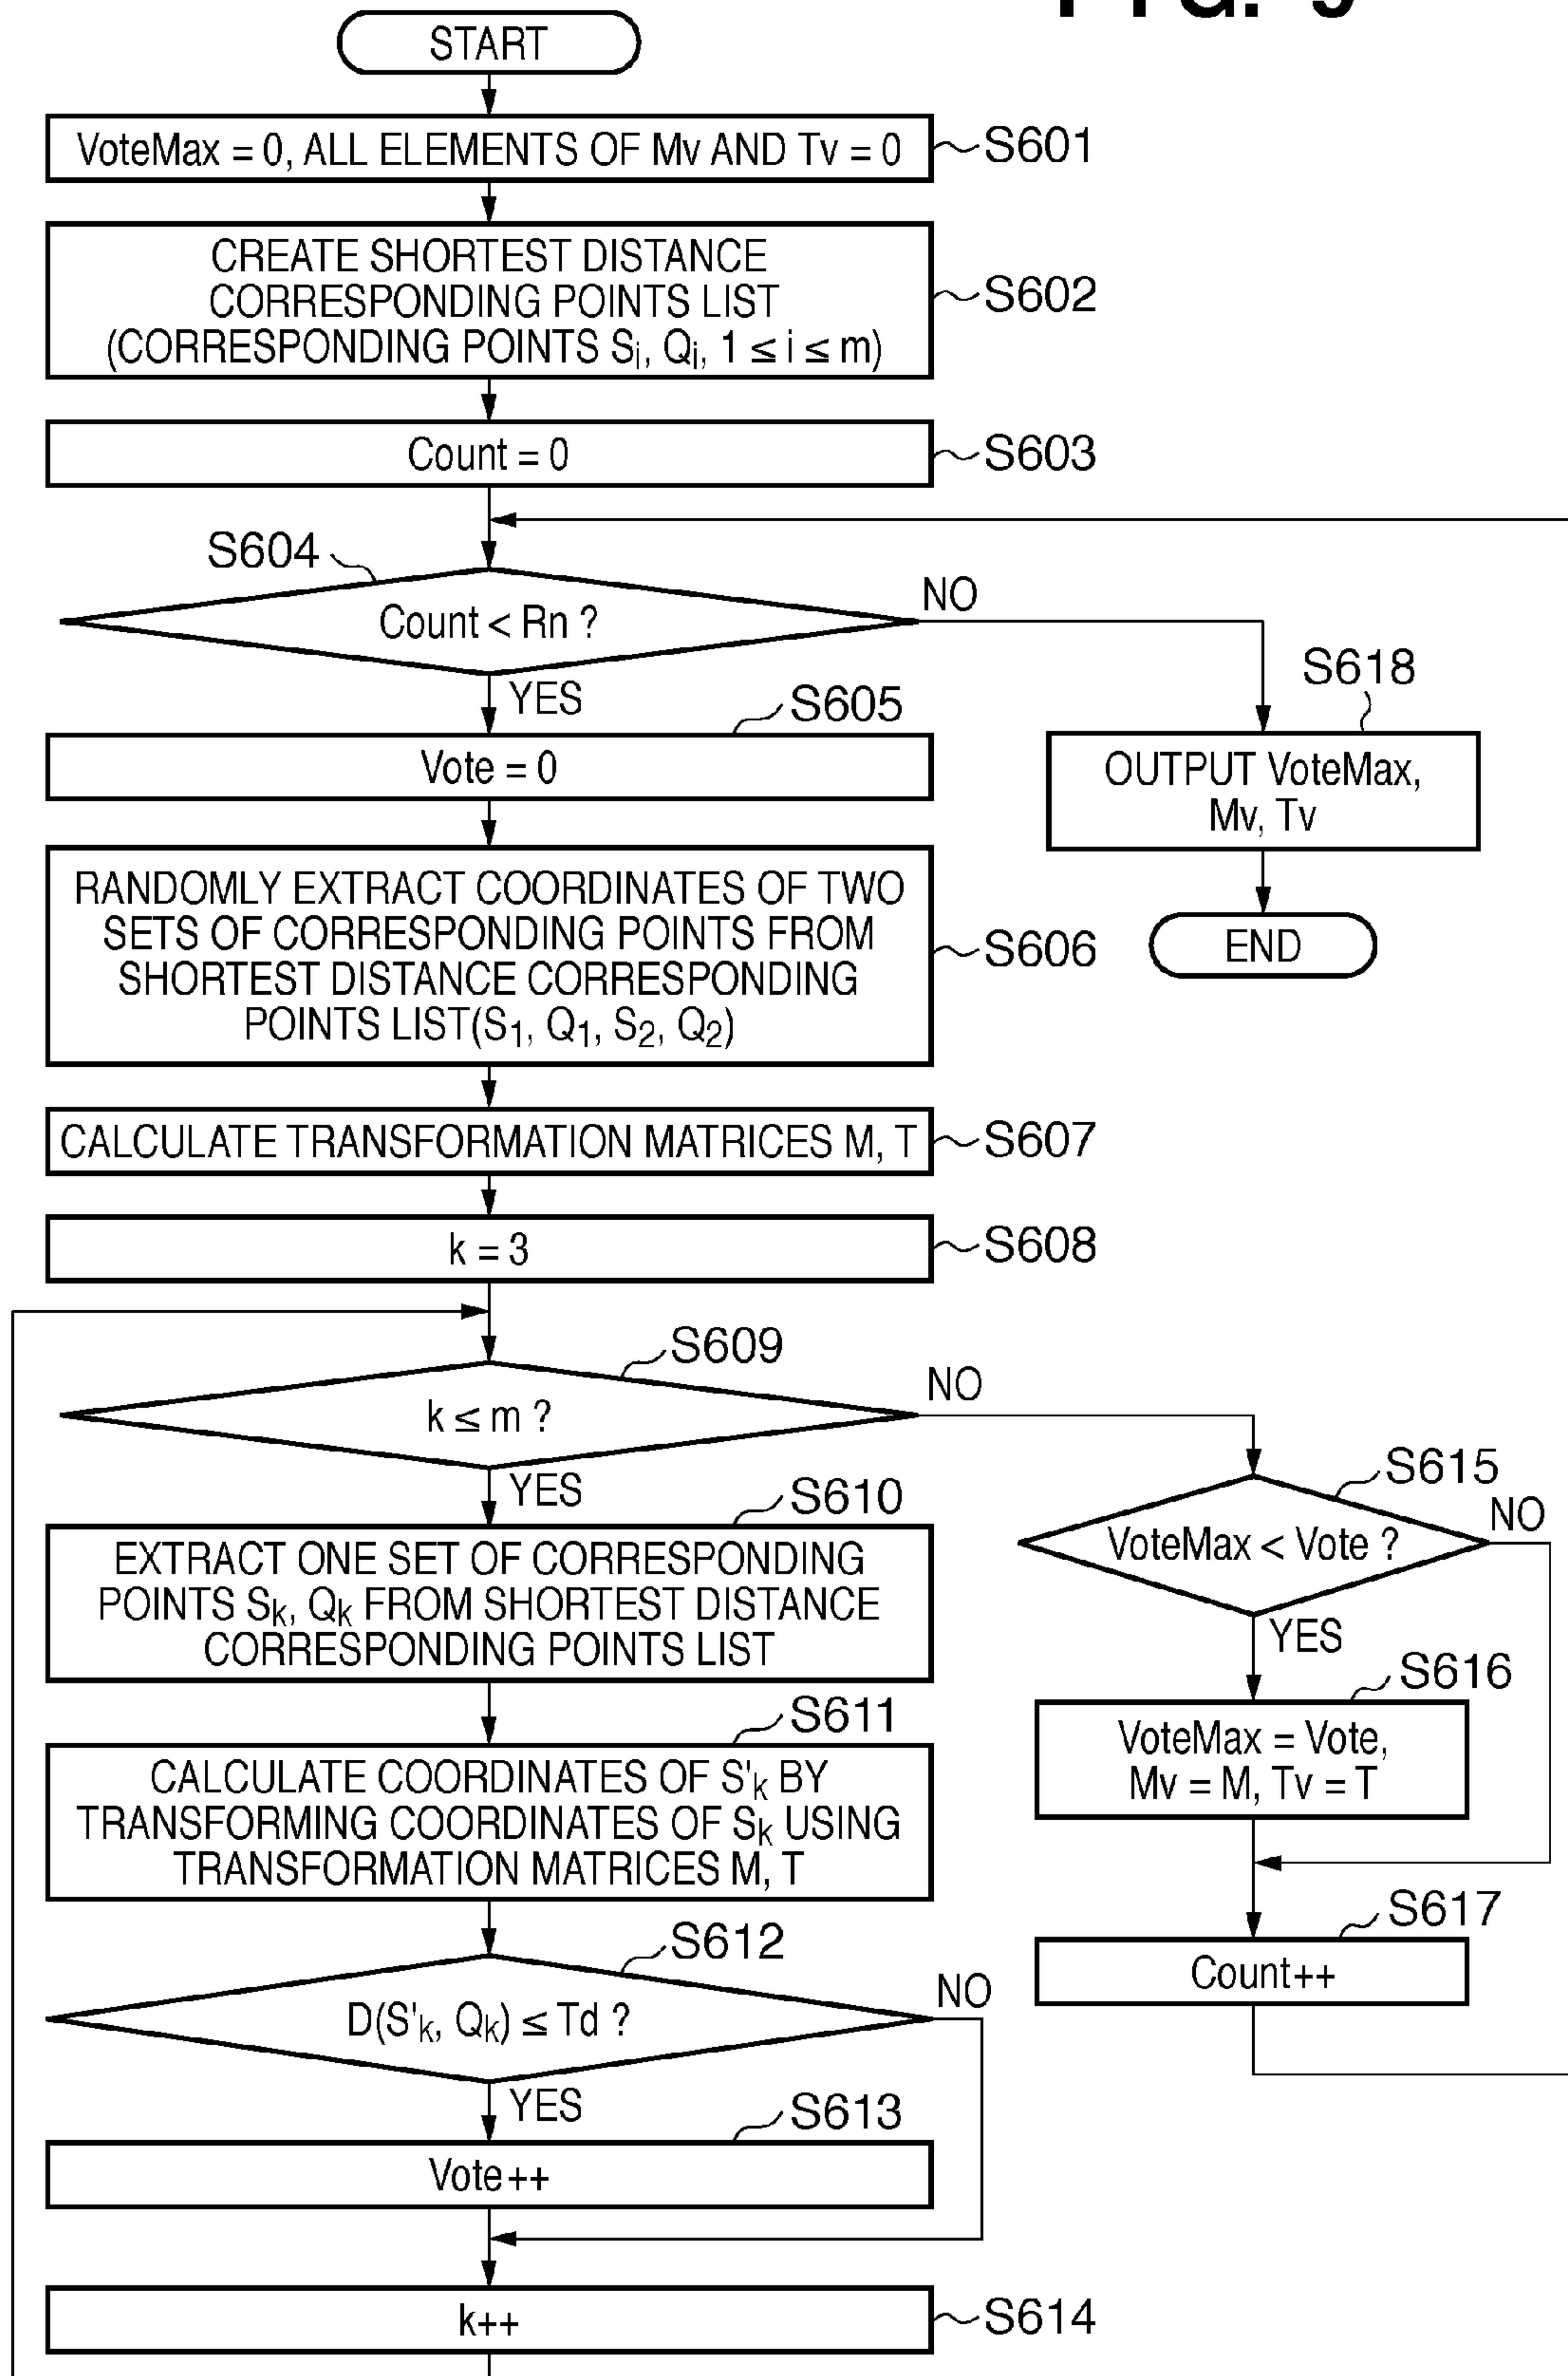 START
VoteMax = 0, ALL ELEMENTS OF Mv AND Tv = 0
S601
CREATE SHORTEST DISTANCE
CORRESPONDING POINTS LIST
(CORRESPONDING POINTS Si, Qi, 1 ≤ i ≤ m)
S602
Count = 0
S603
S604
Count < Rn ?
NO
YES
S618
OUTPUT VoteMax,
Mv, Tv
END
S605
Vote = 0
RANDOMLY EXTRACT COORDINATES OF TWO
SETS OF CORRESPONDING POINTS FROM
SHORTEST DISTANCE CORRESPONDING
POINTS LIST(S1, Q1, S2, Q2)
S606
CALCULATE TRANSFORMATION MATRICES M, T
S607
k = 3
S608
S609
k ≤ m ?
NO
YES
S610
EXTRACT ONE SET OF CORRESPONDING
POINTS Sk, Qk FROM SHORTEST DISTANCE
CORRESPONDING POINTS LIST
S611
CALCULATE COORDINATES OF S'k BY
TRANSFORMING COORDINATES OF Sk USING
TRANSFORMATION MATRICES M, T
S612
D(S'k, Qk) ≤ Td ?
NO
YES
S613
Vote++
k++
S614
S615
VoteMax < Vote ?
NO
YES
S616
VoteMax = Vote,
Mv = M, Tv = T
S617
Count++